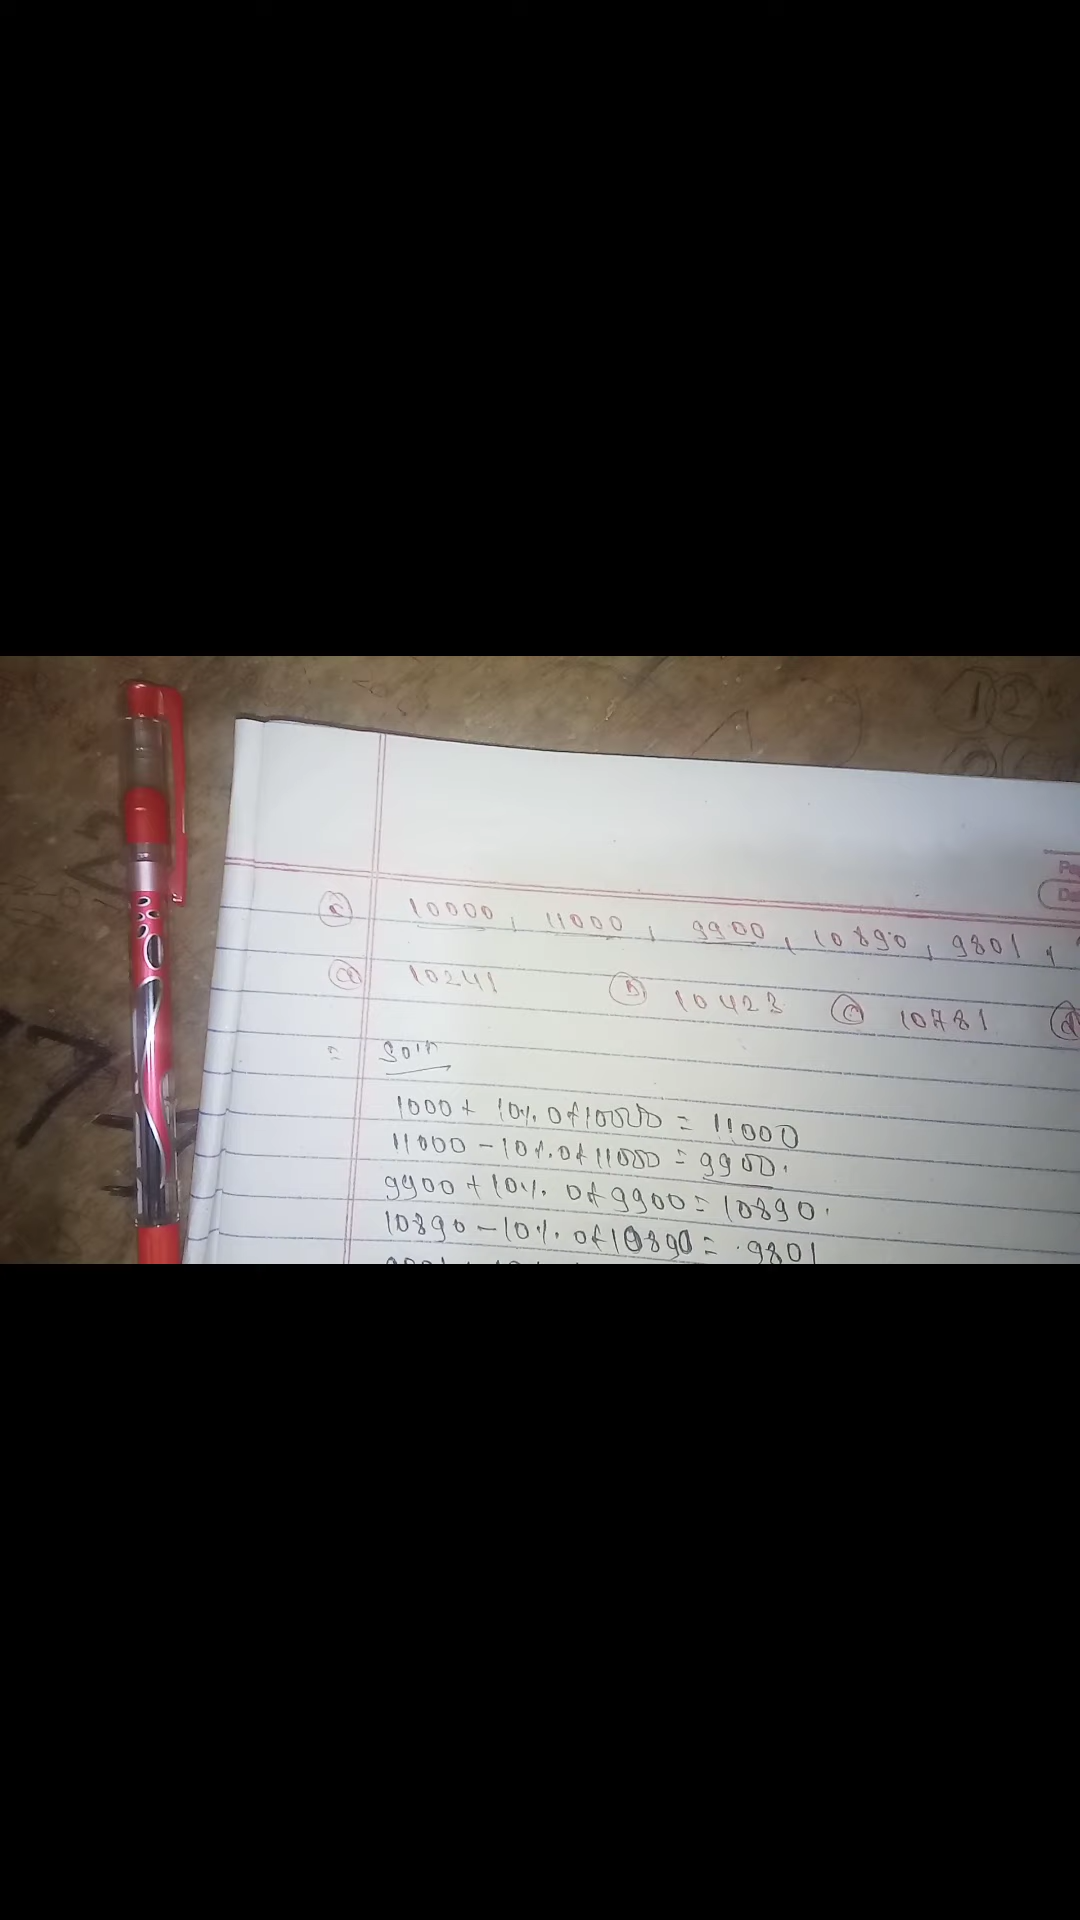 10000, 11000, 9900, 10890, 9801,
(a) 10241 (b) 10423 (c) 10781 (d)
= Soln
1000 + 10% of 10000 = 11000
11000 - 10% of 11000 = 9900.
9900 + 10% of 9900 = 10890.
10890 - 10% of 10890 = 9801